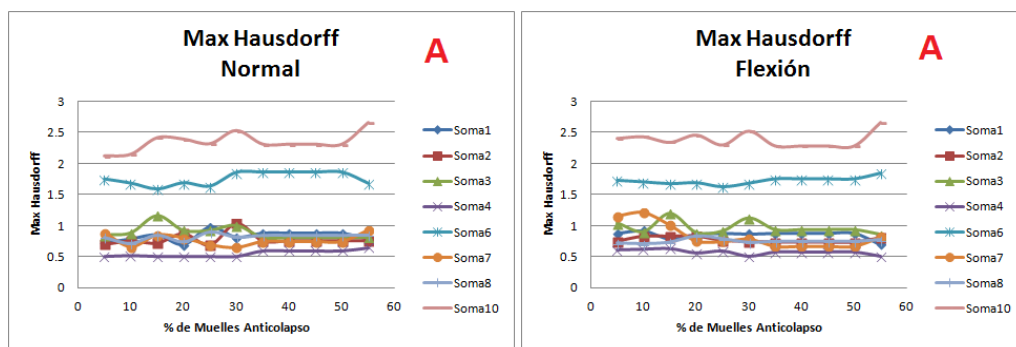 Max Hausdorff
Normal
A
3
2.5
2
1.5
1
0.5
0
0 10 20 30 40 50 60
Max Hausdorff
% de Muelles Anticolapso
Soma1
Soma2
Soma3
Soma4
Soma6
Soma7
Soma8
Soma10
Max Hausdorff
Flexión
A
3
2.5
2
1.5
1
0.5
0
0 10 20 30 40 50 60
Max Hausdorff
% de Muelles Anticolapso
Soma1
Soma2
Soma3
Soma4
Soma6
Soma7
Soma8
Soma10